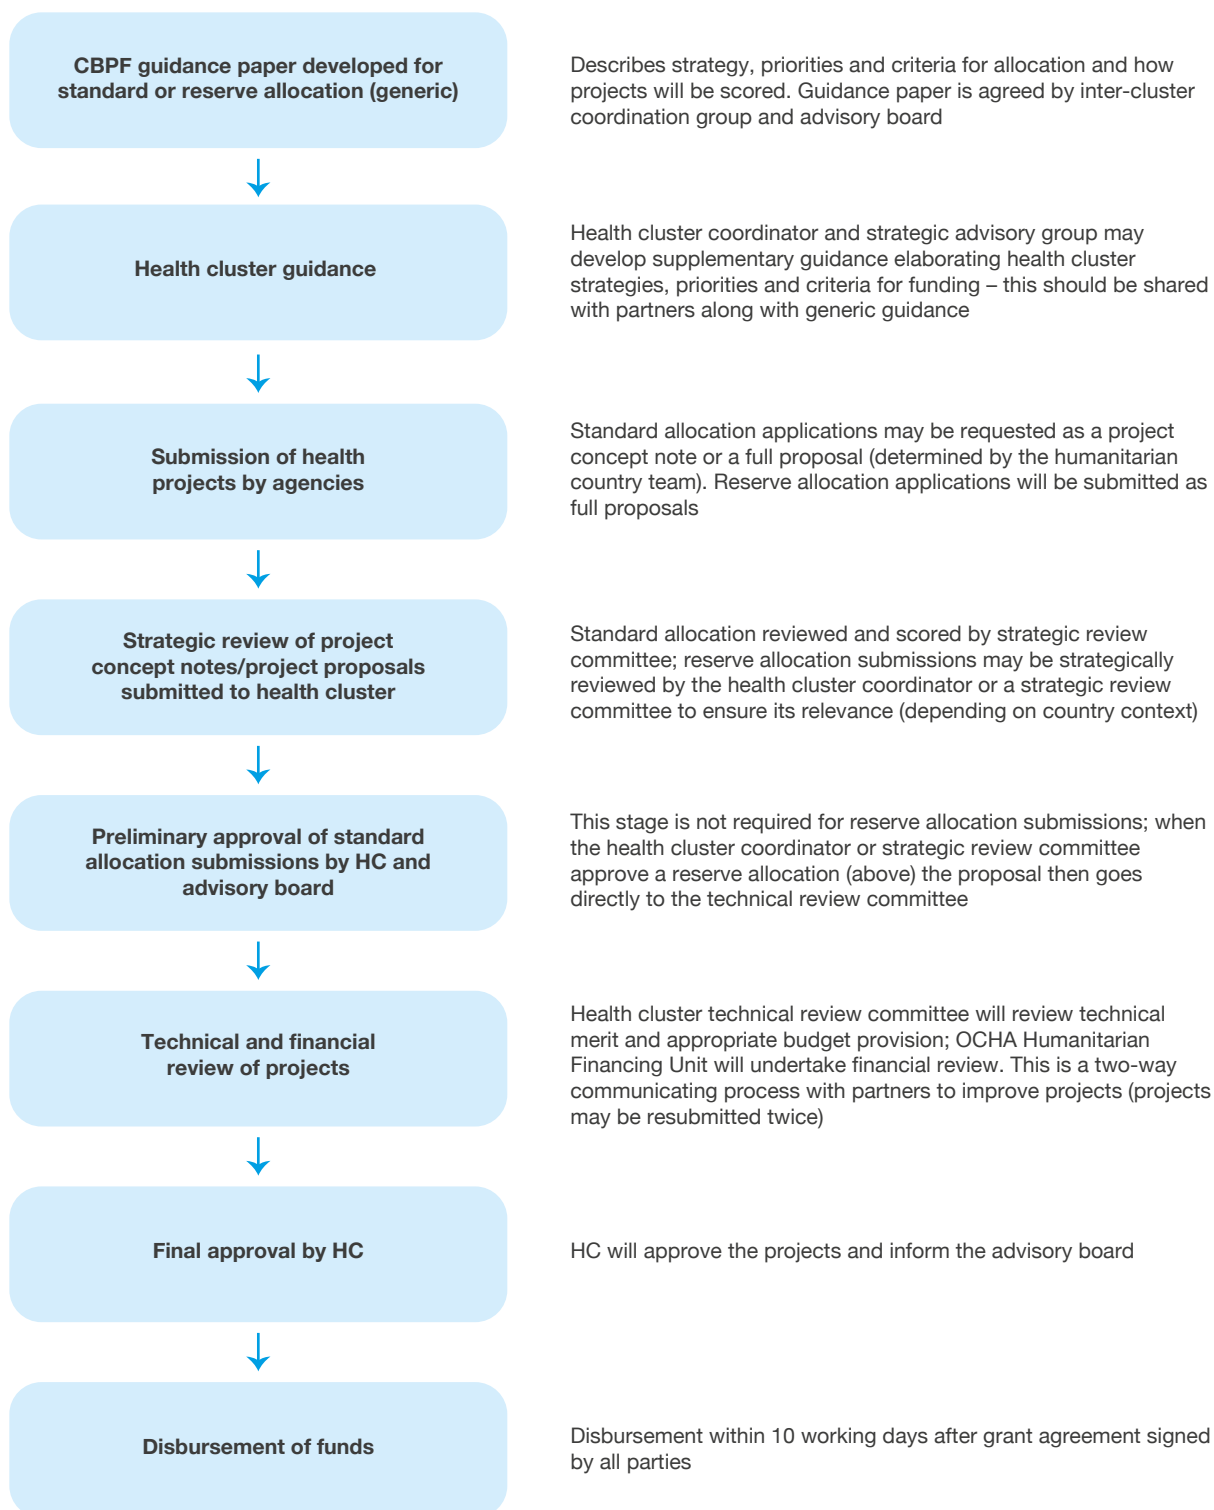 CBPF guidance paper developed for
standard or reserve allocation (generic)
Describes strategy, priorities and criteria for allocation and how
projects will be scored. Guidance paper is agreed by inter-cluster
coordination group and advisory board
Health cluster guidance
Health cluster coordinator and strategic advisory group may
develop supplementary guidance elaborating health cluster
strategies, priorities and criteria for funding – this should be shared
with partners along with generic guidance
Submission of health
projects by agencies
Standard allocation applications may be requested as a project
concept note or a full proposal (determined by the humanitarian
country team). Reserve allocation applications will be submitted as
full proposals
Strategic review of project
concept notes/project proposals
submitted to health cluster
Standard allocation reviewed and scored by strategic review
committee; reserve allocation submissions may be strategically
reviewed by the health cluster coordinator or a strategic review
committee to ensure its relevance (depending on country context)
Preliminary approval of standard
allocation submissions by HC and
advisory board
This stage is not required for reserve allocation submissions; when
the health cluster coordinator or strategic review committee
approve a reserve allocation (above) the proposal then goes
directly to the technical review committee
Technical and financial
review of projects
Health cluster technical review committee will review technical
merit and appropriate budget provision; OCHA Humanitarian
Financing Unit will undertake financial review. This is a two-way
communicating process with partners to improve projects (projects
may be resubmitted twice)
Final approval by HC
HC will approve the projects and inform the advisory board
Disbursement of funds
Disbursement within 10 working days after grant agreement signed
by all parties